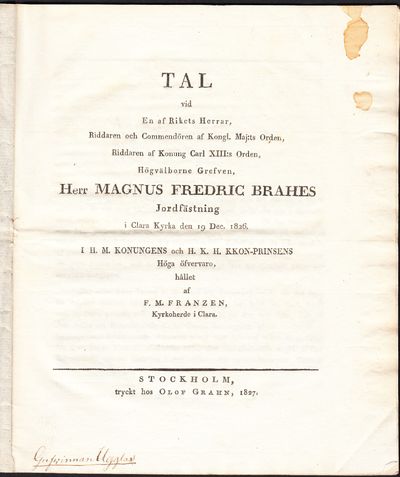 TAL
vid
En af Rikets Herrar,
Riddaren och Commendören af Kongl. Maj:ts Orden,
Riddaren af Konung Carl XIII:s Orden,
Högvälborne Grefven,
Herr MAGNUS FREDRIC BRAHES
Jordfästning
i Clara Kyrka den 19 Dec. 1826.
I H. M. KONUNGENS och H. K. H. KKON-PRINSENS
Höga öfvervaro,
hållet
af
F. M. FRANZEN,
Kyrkoherde i Clara.
STOCKHOLM,
tryckt hos OLOF GRAHN, 1827.